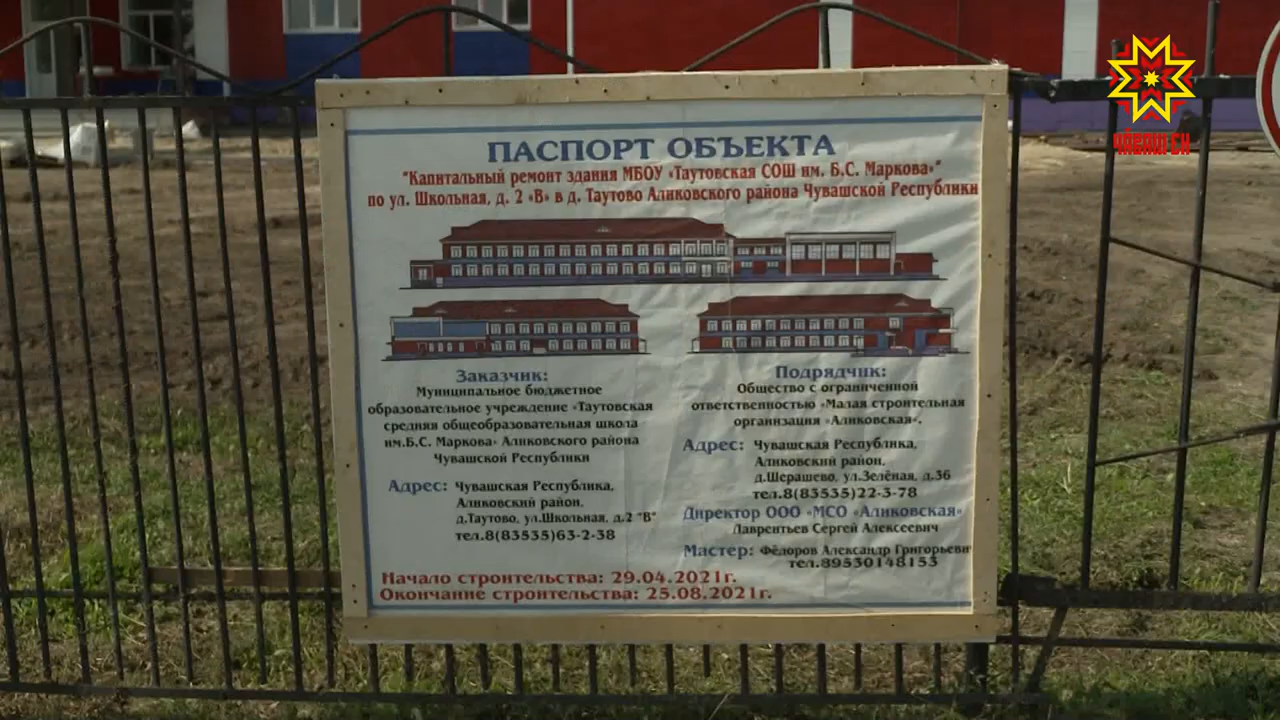 ЧӐВАШ ЕН
ПАСПОРТ ОБЪЕКТА
"Капитальный ремонт здания МБОУ «Таутовская СОШ им. Б.С. Маркова»"
по ул. Школьная, д. 2 «В» в д. Таутово Аликовского района Чувашской Республики
Заказчик:
Муниципальное бюджетное
образовательное учреждение «Таутовская
средняя общеобразовательная школа
им.Б.С. Маркова» Аликовского района
Чувашской Республики
Адрес: Чувашская Республика,
Аликовский район,
д.Таутово, ул.Школьная, д.2 "В"
тел.8(83535)63-2-38
Подрядчик:
Общество с ограниченной
ответственностью «Малая строительная
организация «Аликовская».
Адрес: Чувашская Республика,
Аликовский район,
д.Шерашево, ул.Зелёная, д.36
тел.8(83535)22-3-78
Директор ООО «МСО «Аликовская»
Лаврентьев Сергей Алексеевич
Мастер: Фёдоров Александр Григорьеви
тел.89530148153
Начало строительства: 29.04.2021г.
Окончание строительства: 25.08.2021г.